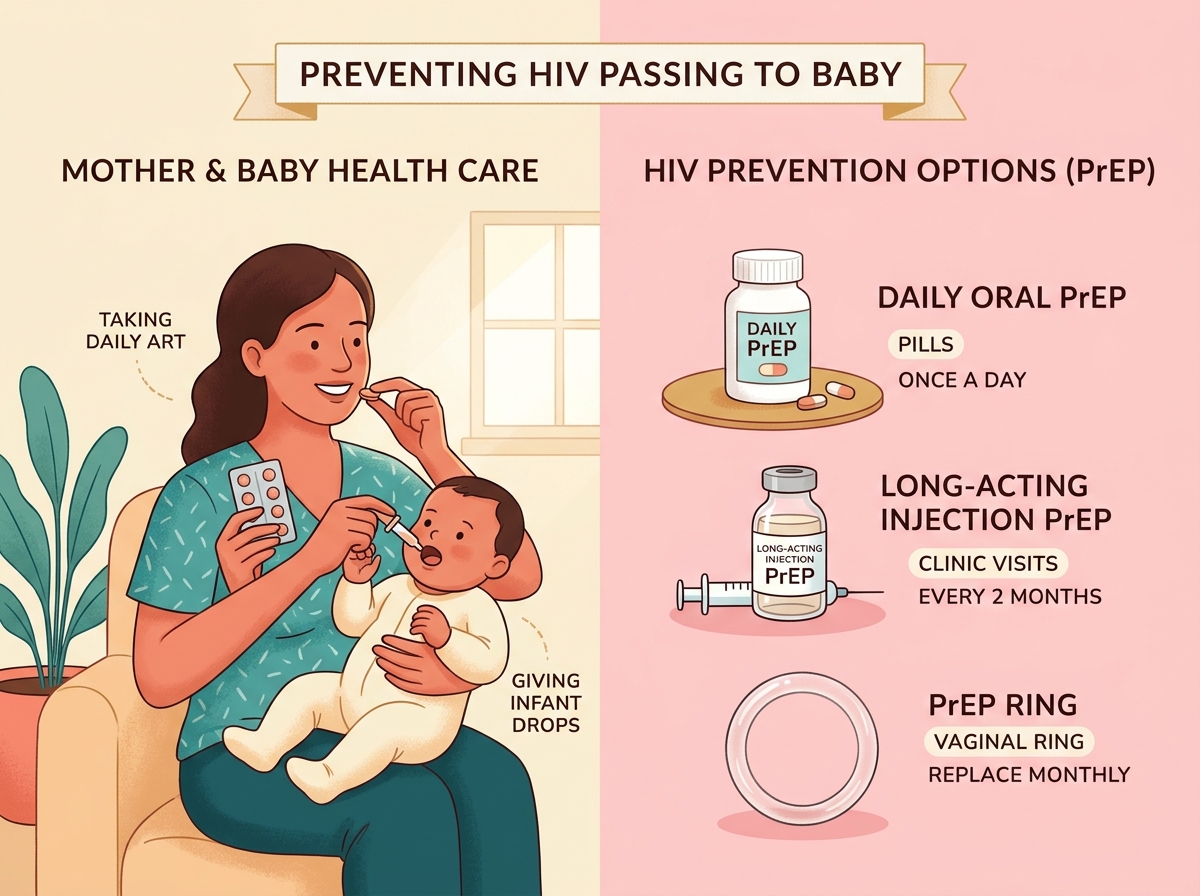 PREVENTING HIV PASSING TO BABY
MOTHER & BABY HEALTH CARE
TAKING
DAILY ART
GIVING
INFANT
DROPS
HIV PREVENTION OPTIONS (PrEP)
DAILY
PrEP
DAILY ORAL PrEP
PILLS
ONCE A DAY
LONG-ACTING
INJECTION
PrEP
LONG-ACTING
INJECTION PrEP
CLINIC VISITS
EVERY 2 MONTHS
PrEP RING
VAGINAL RING
REPLACE MONTHLY